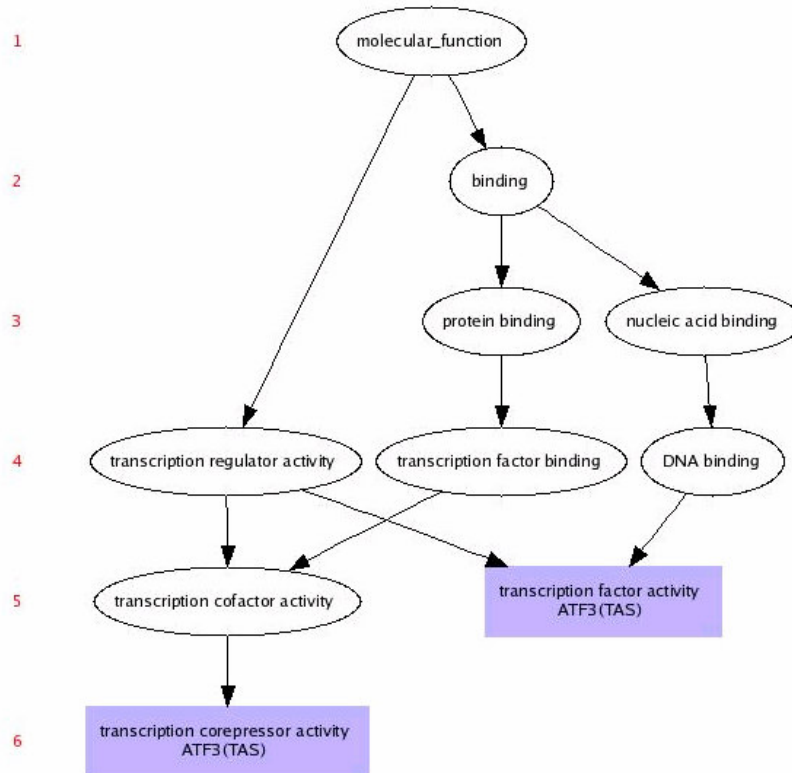 1
molecular_function
2
binding
3
protein binding
nucleic acid binding
4
transcription regulator activity
transcription factor binding
DNA binding
5
transcription cofactor activity
transcription factor activity
ATF3(TAS)
6
transcription corepressor activity
ATF3(TAS)